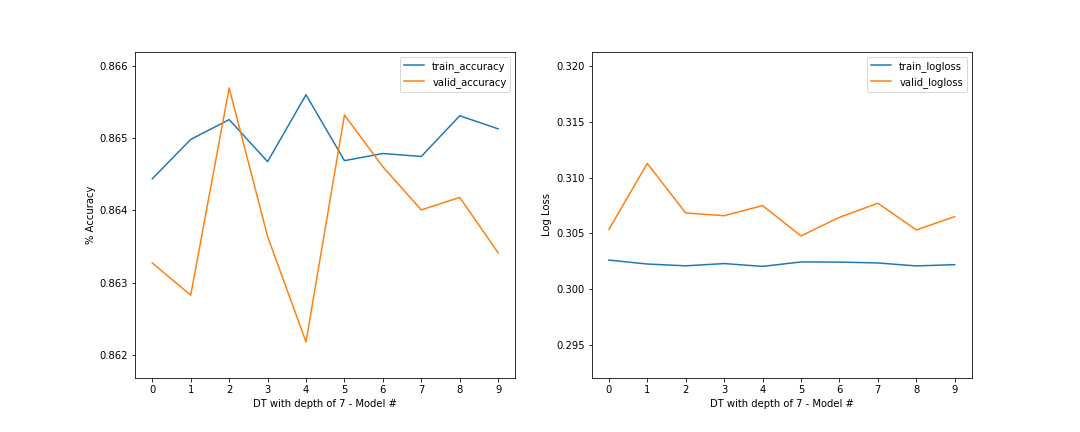 train_accuracy
valid_accuracy
0.866
0.865
0.864
0.863
0.862
% Accuracy
0 1 2 3 4 5 6 7 8 9
DT with depth of 7 - Model #
train_logloss
valid_logloss
0.320
0.315
0.310
0.305
0.300
0.295
Log Loss
0 1 2 3 4 5 6 7 8 9
DT with depth of 7 - Model #